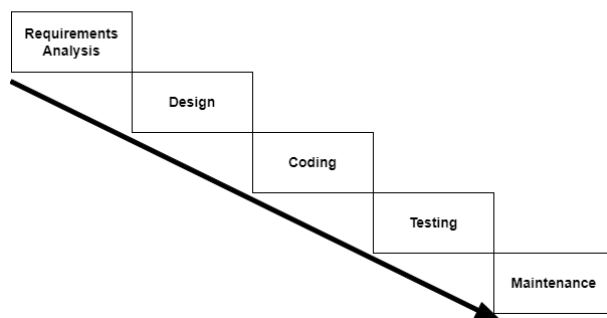 Requirements
Analysis
Design
Coding
Testing
Maintenance